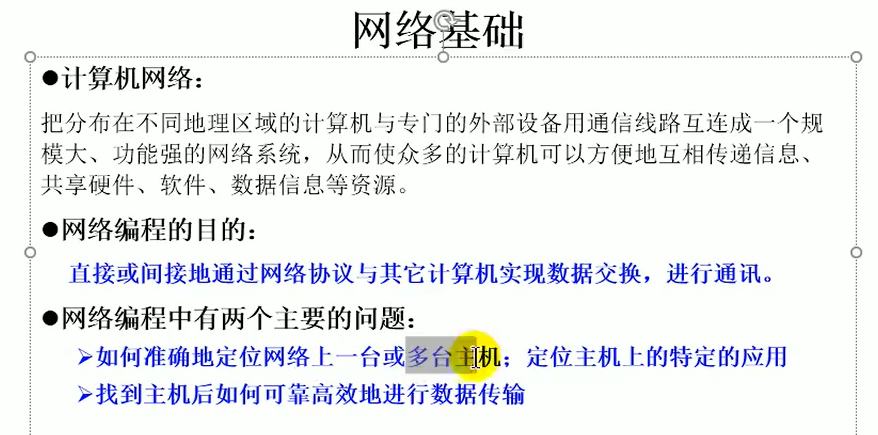 网络基础
●计算机网络：
把分布在不同地理区域的计算机与专门的外部设备用通信线路互连成一个规
模大、功能强的网络系统，从而使众多的计算机可以方便地互相传递信息、
共享硬件、软件、数据信息等资源。
●网络编程的目的：
直接或间接地通过网络协议与其它计算机实现数据交换，进行通讯。
●网络编程中有两个主要的问题：
➢如何准确地定位网络上一台或多台主机；定位主机上的特定的应用
➢找到主机后如何可靠高效地进行数据传输